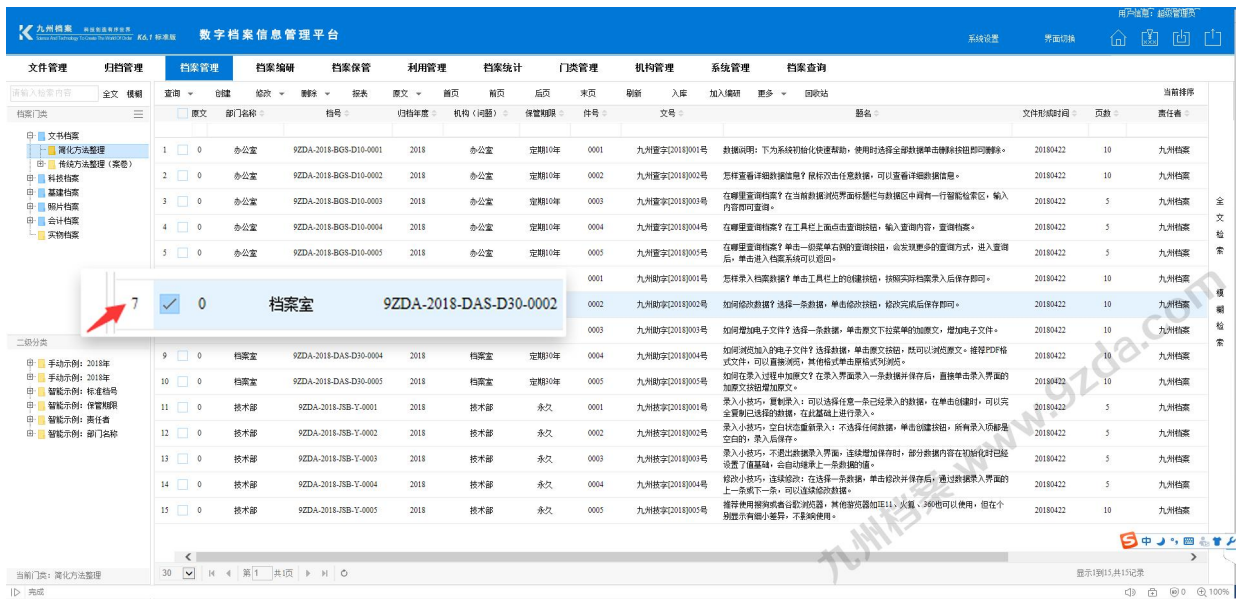 用户信息：超级管理员
九州档案 科技创造有序世界 K6.1 标准版 数字档案信息管理平台 系统设置 界面切换
文件管理 归档管理 档案管理 档案编研 档案保管 利用管理 档案统计 门类管理 机构管理 系统管理 档案查询
请输入检索内容 全文 模糊 查询 创建 修改 删除 报表 原文 首页 前页 后页 末页 刷新 入库 加入编研 更多 回收站 当前排序
档案门类 原文 部门名称 档号 归档年度 机构（问题） 保管期限 件号 文号 题名 文件形成时间 页数 责任者
文书档案
简化方法整理
传统方法整理（案卷）
科技档案
基建档案
照片档案
会计档案
实物档案
二级分类
手动示例：2018年
手动示例：2018年
智能示例：标准档号
智能示例：保管期限
智能示例：责任者
智能示例：部门名称
当前门类：简化方法整理
1 0 办公室 9ZDA-2018-BGS-D10-0001 2018 办公室 定期10年 0001 九州宣字[2018]001号 数据说明：下为系统初始化快速帮助，使用时选择全部数据单击删除按钮即可删除。 20180422 10 九州档案
2 0 办公室 9ZDA-2018-BGS-D10-0002 2018 办公室 定期10年 0002 九州宣字[2018]002号 怎样查看详细数据信息？鼠标双击任意数据，可以查看详细数据信息。 20180422 10 九州档案
3 0 办公室 9ZDA-2018-BGS-D10-0003 2018 办公室 定期10年 0003 九州宣字[2018]003号 在哪里查询档案？在当前数据浏览界面标题栏与数据区中间有一行智能检索区，输入
内容即可查询。 20180422 5 九州档案
4 0 办公室 9ZDA-2018-BGS-D10-0004 2018 办公室 定期10年 0004 九州宣字[2018]004号 在哪里查询档案？在工具栏上面点击查询按钮，输入查询内容，查询档案。 20180422 5 九州档案
5 0 办公室 9ZDA-2018-BGS-D10-0005 2018 办公室 定期10年 0005 九州宣字[2018]005号 在哪里查询档案？单击一级菜单右侧的查询按钮，会发现更多的查询方式，进入查询
后，单击进入档案系统可以返回。 20180422 5 九州档案
0001 九州助字[2018]001号 怎样录入档案数据？单击工具栏上的创建按钮，按照实际档案录入后保存即可。 20180422 10 九州档案
7 0 档案室 9ZDA-2018-DAS-D30-0002 0002 九州助字[2018]002号 如何修改数据？选择一条数据，单击修改按钮，修改完成后保存即可。 20180422 10 九州档案
0003 九州助字[2018]003号 如何增加电子文件？选择一条数据，单击原文下拉菜单的加原文，增加电子文件。 20180422 10 九州档案
9 0 档案室 9ZDA-2018-DAS-D30-0004 2018 档案室 定期30年 0004 九州助字[2018]004号 如何浏览加入的电子文件？选择数据，单击原文按钮，既可以浏览原文。推荐PDF格
式文件，可以直接浏览，其他格式单击原格式列浏览。 20180422 10 九州档案
10 0 档案室 9ZDA-2018-DAS-D30-0005 2018 档案室 定期30年 0005 九州助字[2018]005号 如何在录入过程中加原文？在录入界面录入一条数据并保存后，直接单击录入界面的
加原文按钮增加原文。 20180422 10 九州档案
11 0 技术部 9ZDA-2018-JSB-Y-0001 2018 技术部 永久 0001 九州技字[2018]001号 录入小技巧，复制录入：可以选择任意一条已经录入的数据，在单击创建时，可以完
全复制已选择的数据，在此基础上进行录入。 20180422 5 九州档案
12 0 技术部 9ZDA-2018-JSB-Y-0002 2018 技术部 永久 0002 九州技字[2018]002号 录入小技巧，空白状态重新录入：不选择任何数据，单击创建按钮，所有录入项都是
空白的，录入后保存。 20180422 5 九州档案
13 0 技术部 9ZDA-2018-JSB-Y-0003 2018 技术部 永久 0003 九州技字[2018]003号 录入小技巧，不退出数据录入界面，连续增加保存时，部分数据内容在初始化时已经
设置了值基础，会自动继承上一条数据的值。 20180422 5 九州档案
14 0 技术部 9ZDA-2018-JSB-Y-0004 2018 技术部 永久 0004 九州技字[2018]004号 修改小技巧，连续修改：在选择一条数据，单击修改并保存后，通过数据录入界面的
上一条或下一条，可以连续修改数据。 20180422 5 九州档案
15 0 技术部 9ZDA-2018-JSB-Y-0005 2018 技术部 永久 0005 九州技字[2018]005号 推荐使用搜狗或者谷歌浏览器，其他游览器如IE11、火狐、360也可以使用，但在个
别显示有细小差异，不影响使用。 20180422 10 九州档案
全文检索
模糊检索
九州档案 www.9zda.com
中
30 第 1 共1页 显示1到15,共15记录
完成 0 100%